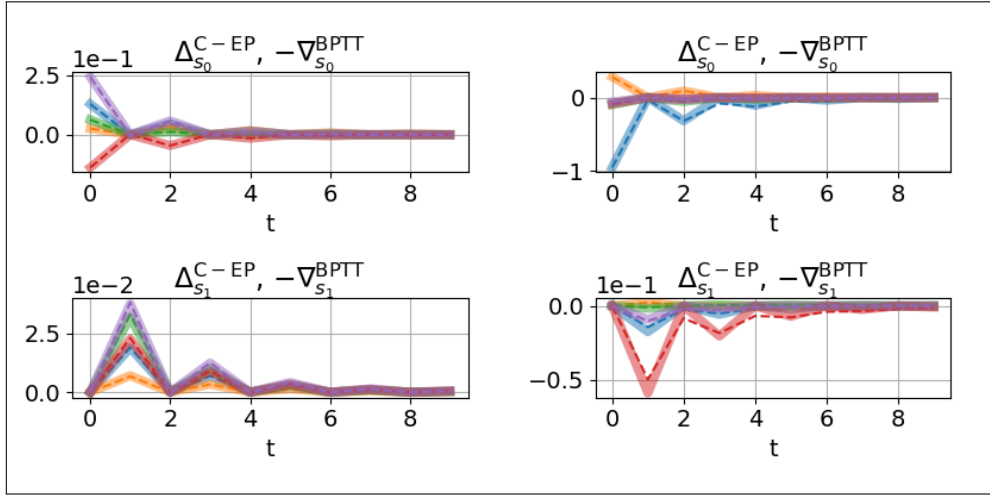 Δ_{s_0}^{C−EP}, −∇_{s_0}^{BPTT}
1e−1
2.5
0.0
0 2 4 6 8
t
Δ_{s_0}^{C−EP}, −∇_{s_0}^{BPTT}
0
−1
0 2 4 6 8
t
Δ_{s_1}^{C−EP}, −∇_{s_1}^{BPTT}
1e−2
2.5
0.0
0 2 4 6 8
t
Δ_{s_1}^{C−EP}, −∇_{s_1}^{BPTT}
1e−1
0.0
−0.5
0 2 4 6 8
t